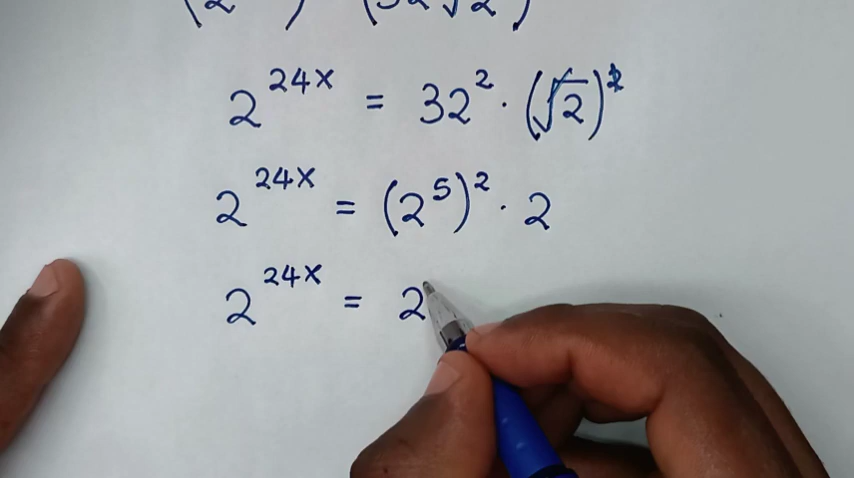 2^{24x} = 32^2 · (√2)^2
2^{24x} = (2^5)^2 · 2
2^{24x} = 2